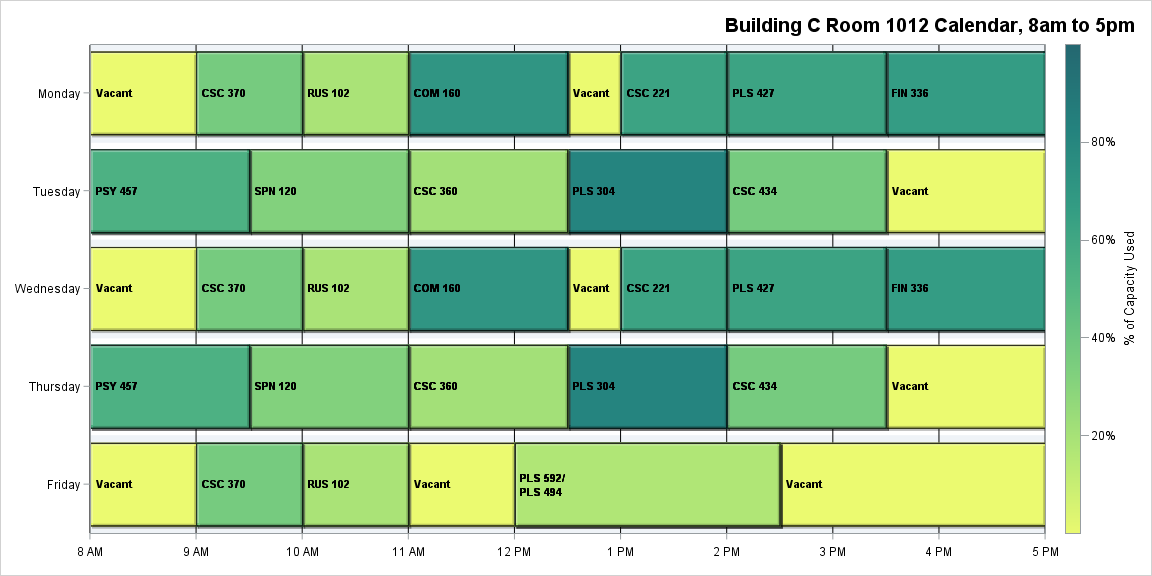 Building C Room 1012 Calendar, 8am to 5pm
Monday
Vacant
CSC 370
RUS 102
COM 160
Vacant
CSC 221
PLS 427
FIN 336
Tuesday
PSY 457
SPN 120
CSC 360
PLS 304
CSC 434
Vacant
Wednesday
Vacant
CSC 370
RUS 102
COM 160
Vacant
CSC 221
PLS 427
FIN 336
Thursday
PSY 457
SPN 120
CSC 360
PLS 304
CSC 434
Vacant
Friday
Vacant
CSC 370
RUS 102
Vacant
PLS 592/
PLS 494
Vacant
8 AM
9 AM
10 AM
11 AM
12 PM
1 PM
2 PM
3 PM
4 PM
5 PM
80%
60%
40%
20%
% of Capacity Used